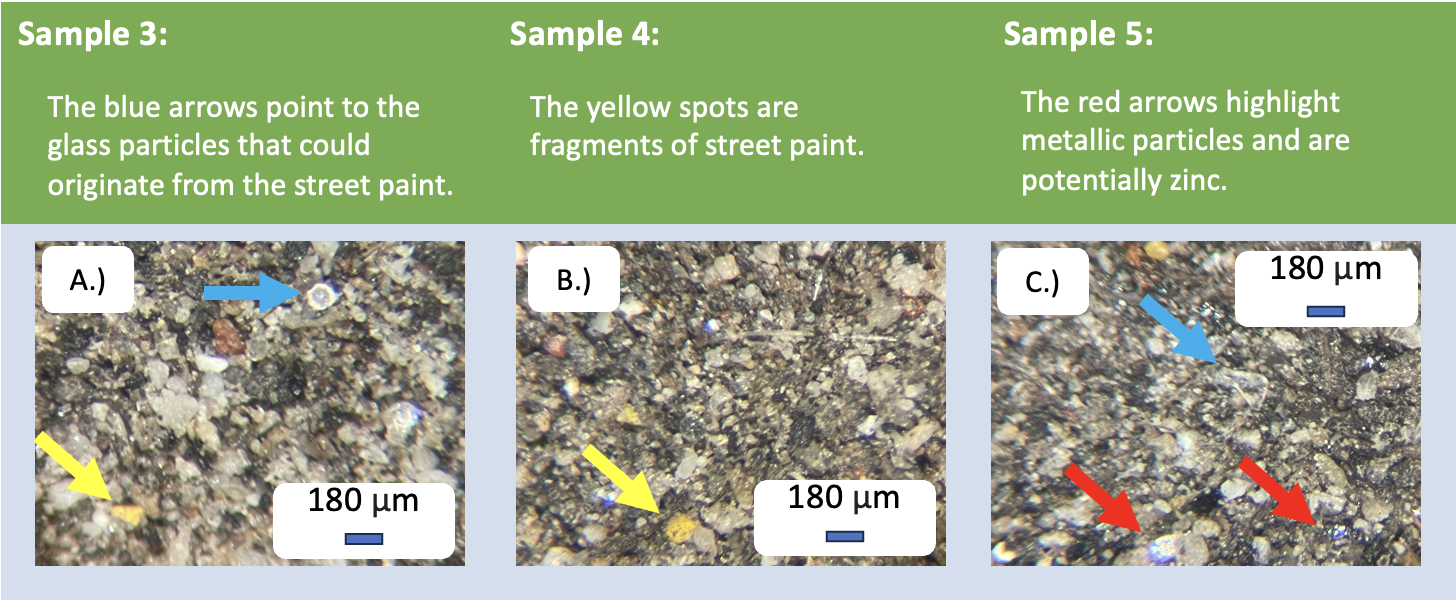 Sample 3:
The blue arrows point to the
glass particles that could
originate from the street paint.
Sample 4:
The yellow spots are
fragments of street paint.
Sample 5:
The red arrows highlight
metallic particles and are
potentially zinc.
A.)
180 µm
B.)
180 µm
C.)
180 µm